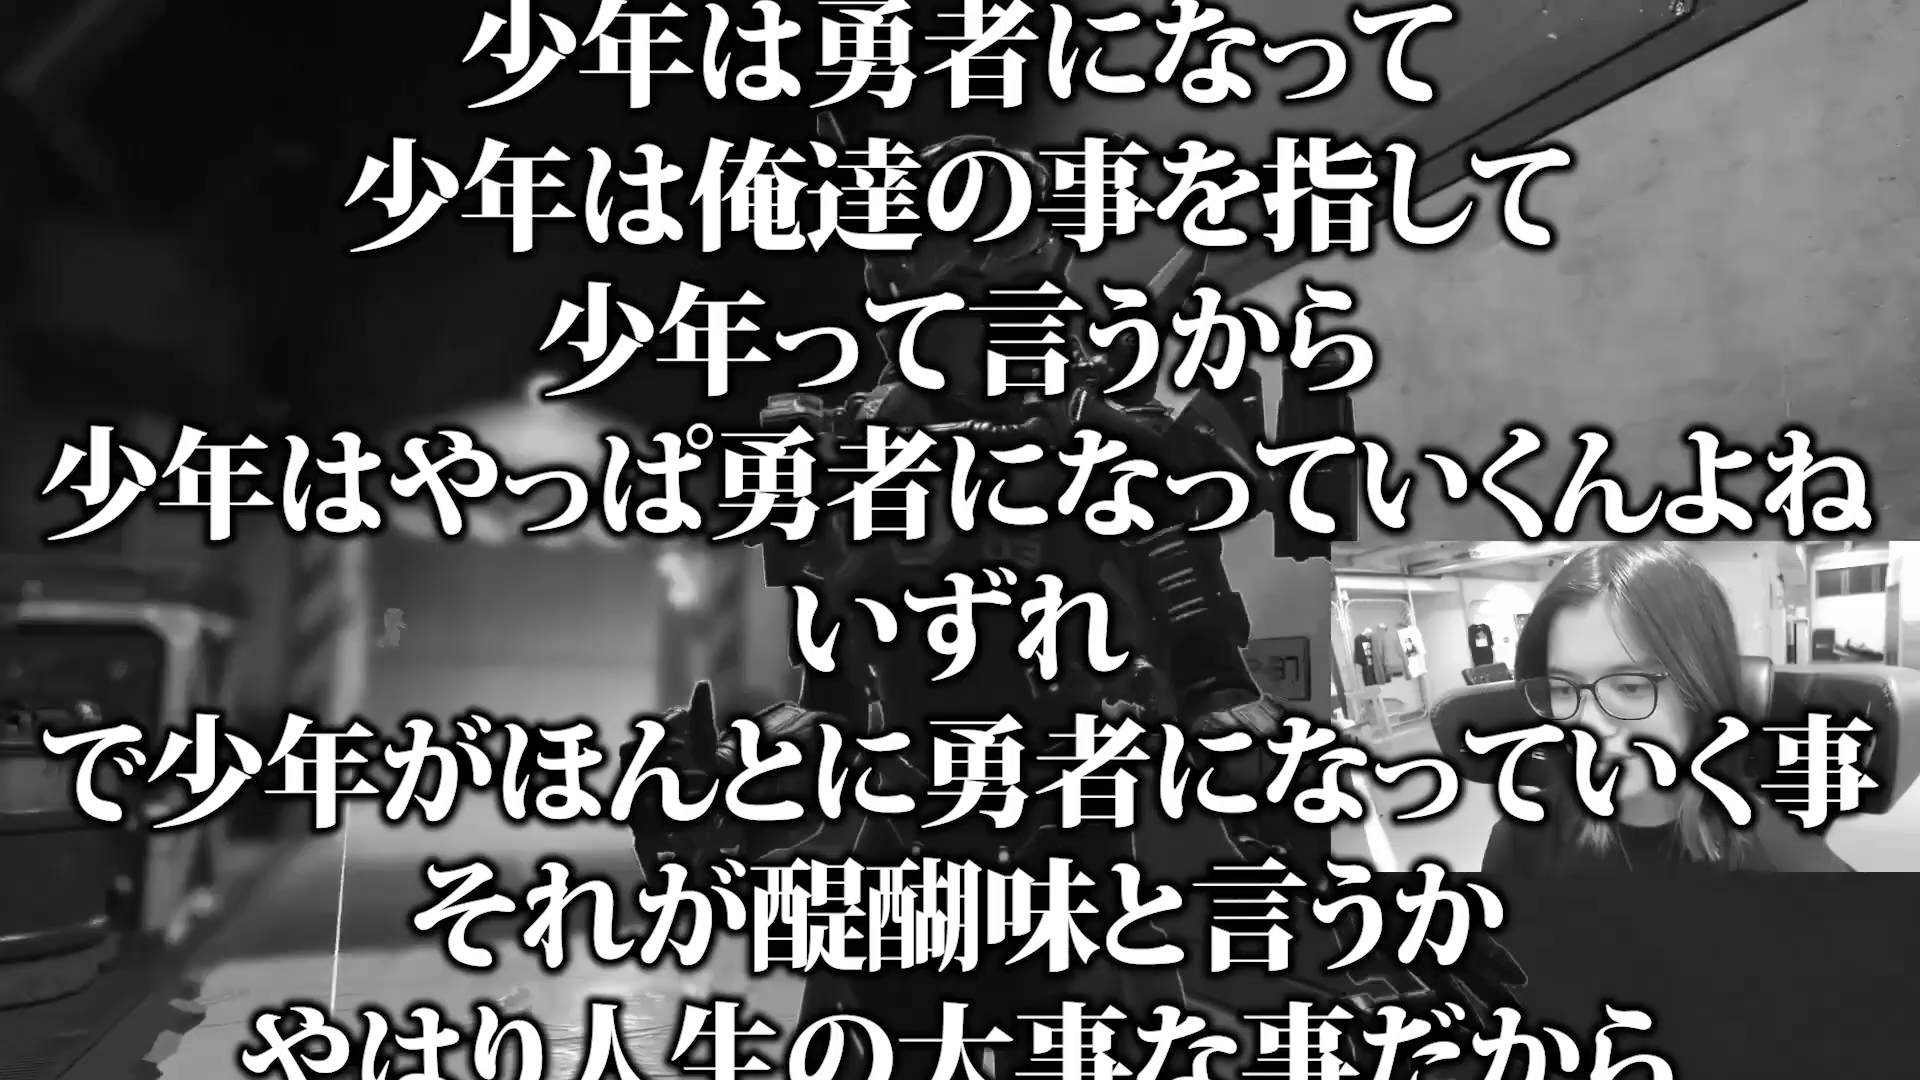 少年は勇者になって
少年は俺達の事を指して
少年って言うから
少年はやっぱ勇者になっていくんよね
いずれ
で少年がほんとに勇者になっていく事
それが醍醐味と言うか
やはり人生の大事な事だから